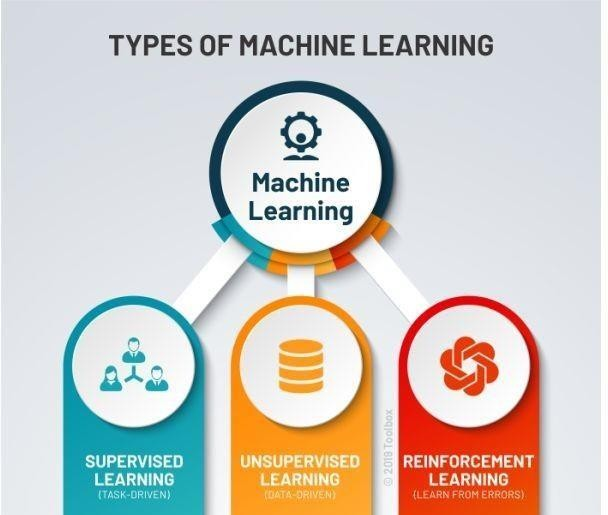 TYPES OF MACHINE LEARNING
Machine
Learning
SUPERVISED
LEARNING
(TASK-DRIVEN)
UNSUPERVISED
LEARNING
(DATA-DRIVEN)
© 2019 Toolbox
REINFORCEMENT
LEARNING
(LEARN FROM ERRORS)